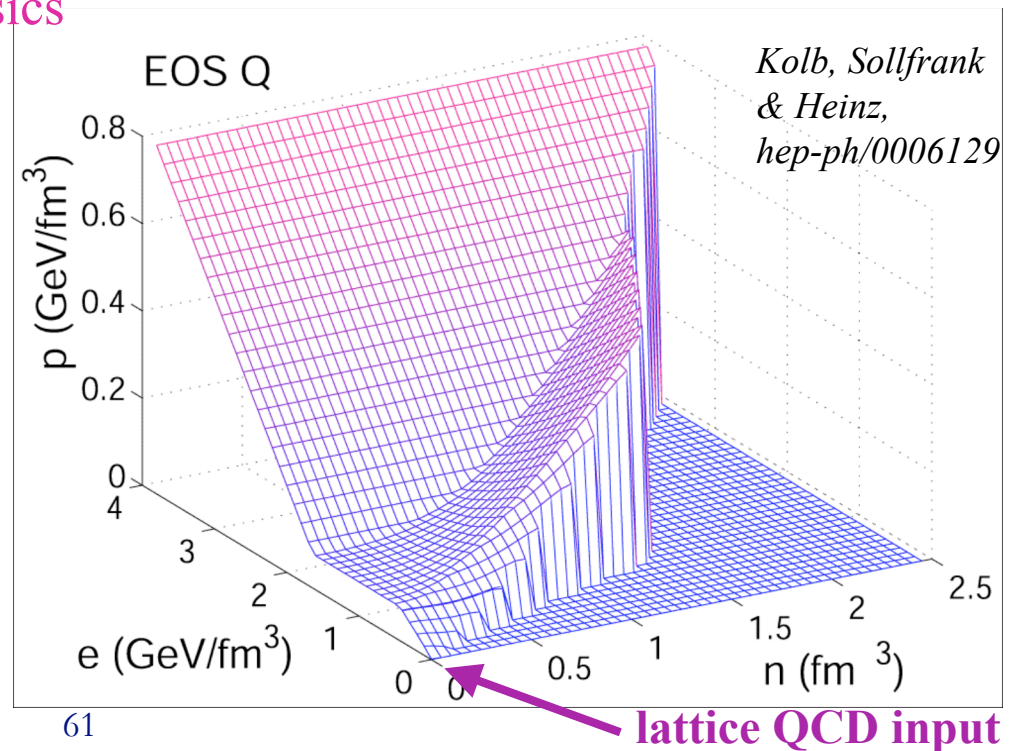 sics
EOS Q
Kolb, Sollfrank
& Heinz,
hep-ph/0006129
p (GeV/fm³)
0.8
0.6
0.4
0.2
0
4
3
2
1
0
e (GeV/fm³)
0
0.5
1
1.5
2
2.5
n (fm ³)
lattice QCD input
61